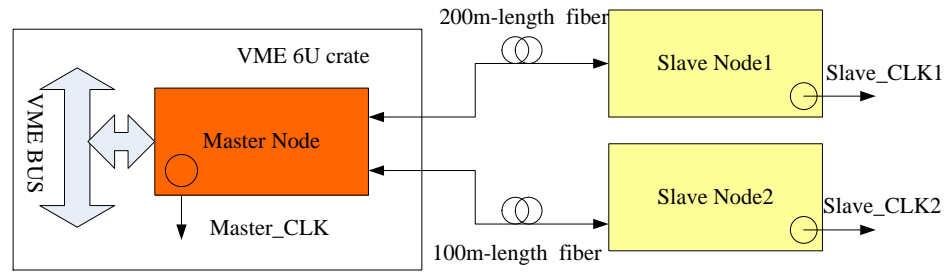 200m-length fiber
VME 6U crate
Slave Node1
Slave_CLK1
VME BUS
Master Node
Slave Node2
Slave_CLK2
Master_CLK
100m-length fiber